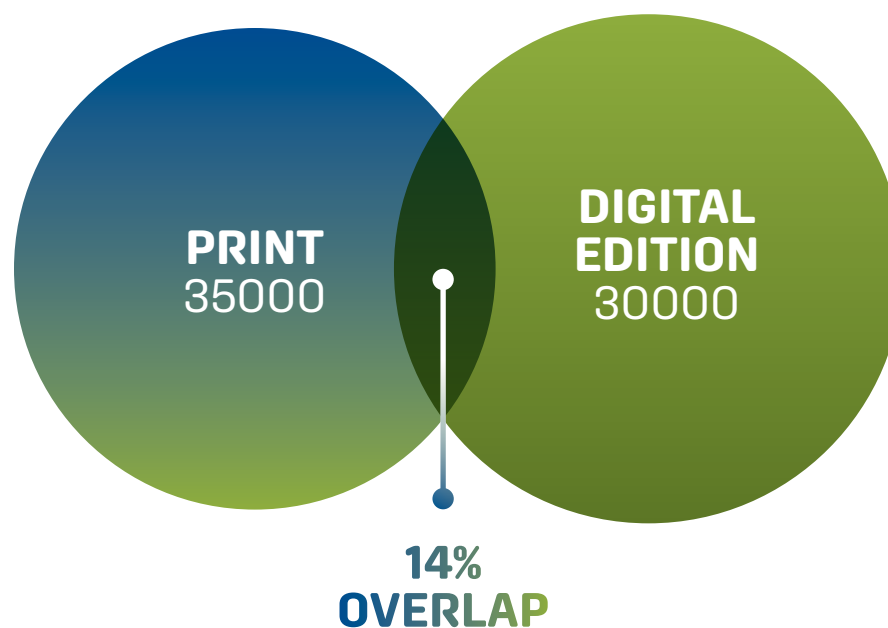 PRINT
35000
DIGITAL
EDITION
30000
14%
OVERLAP